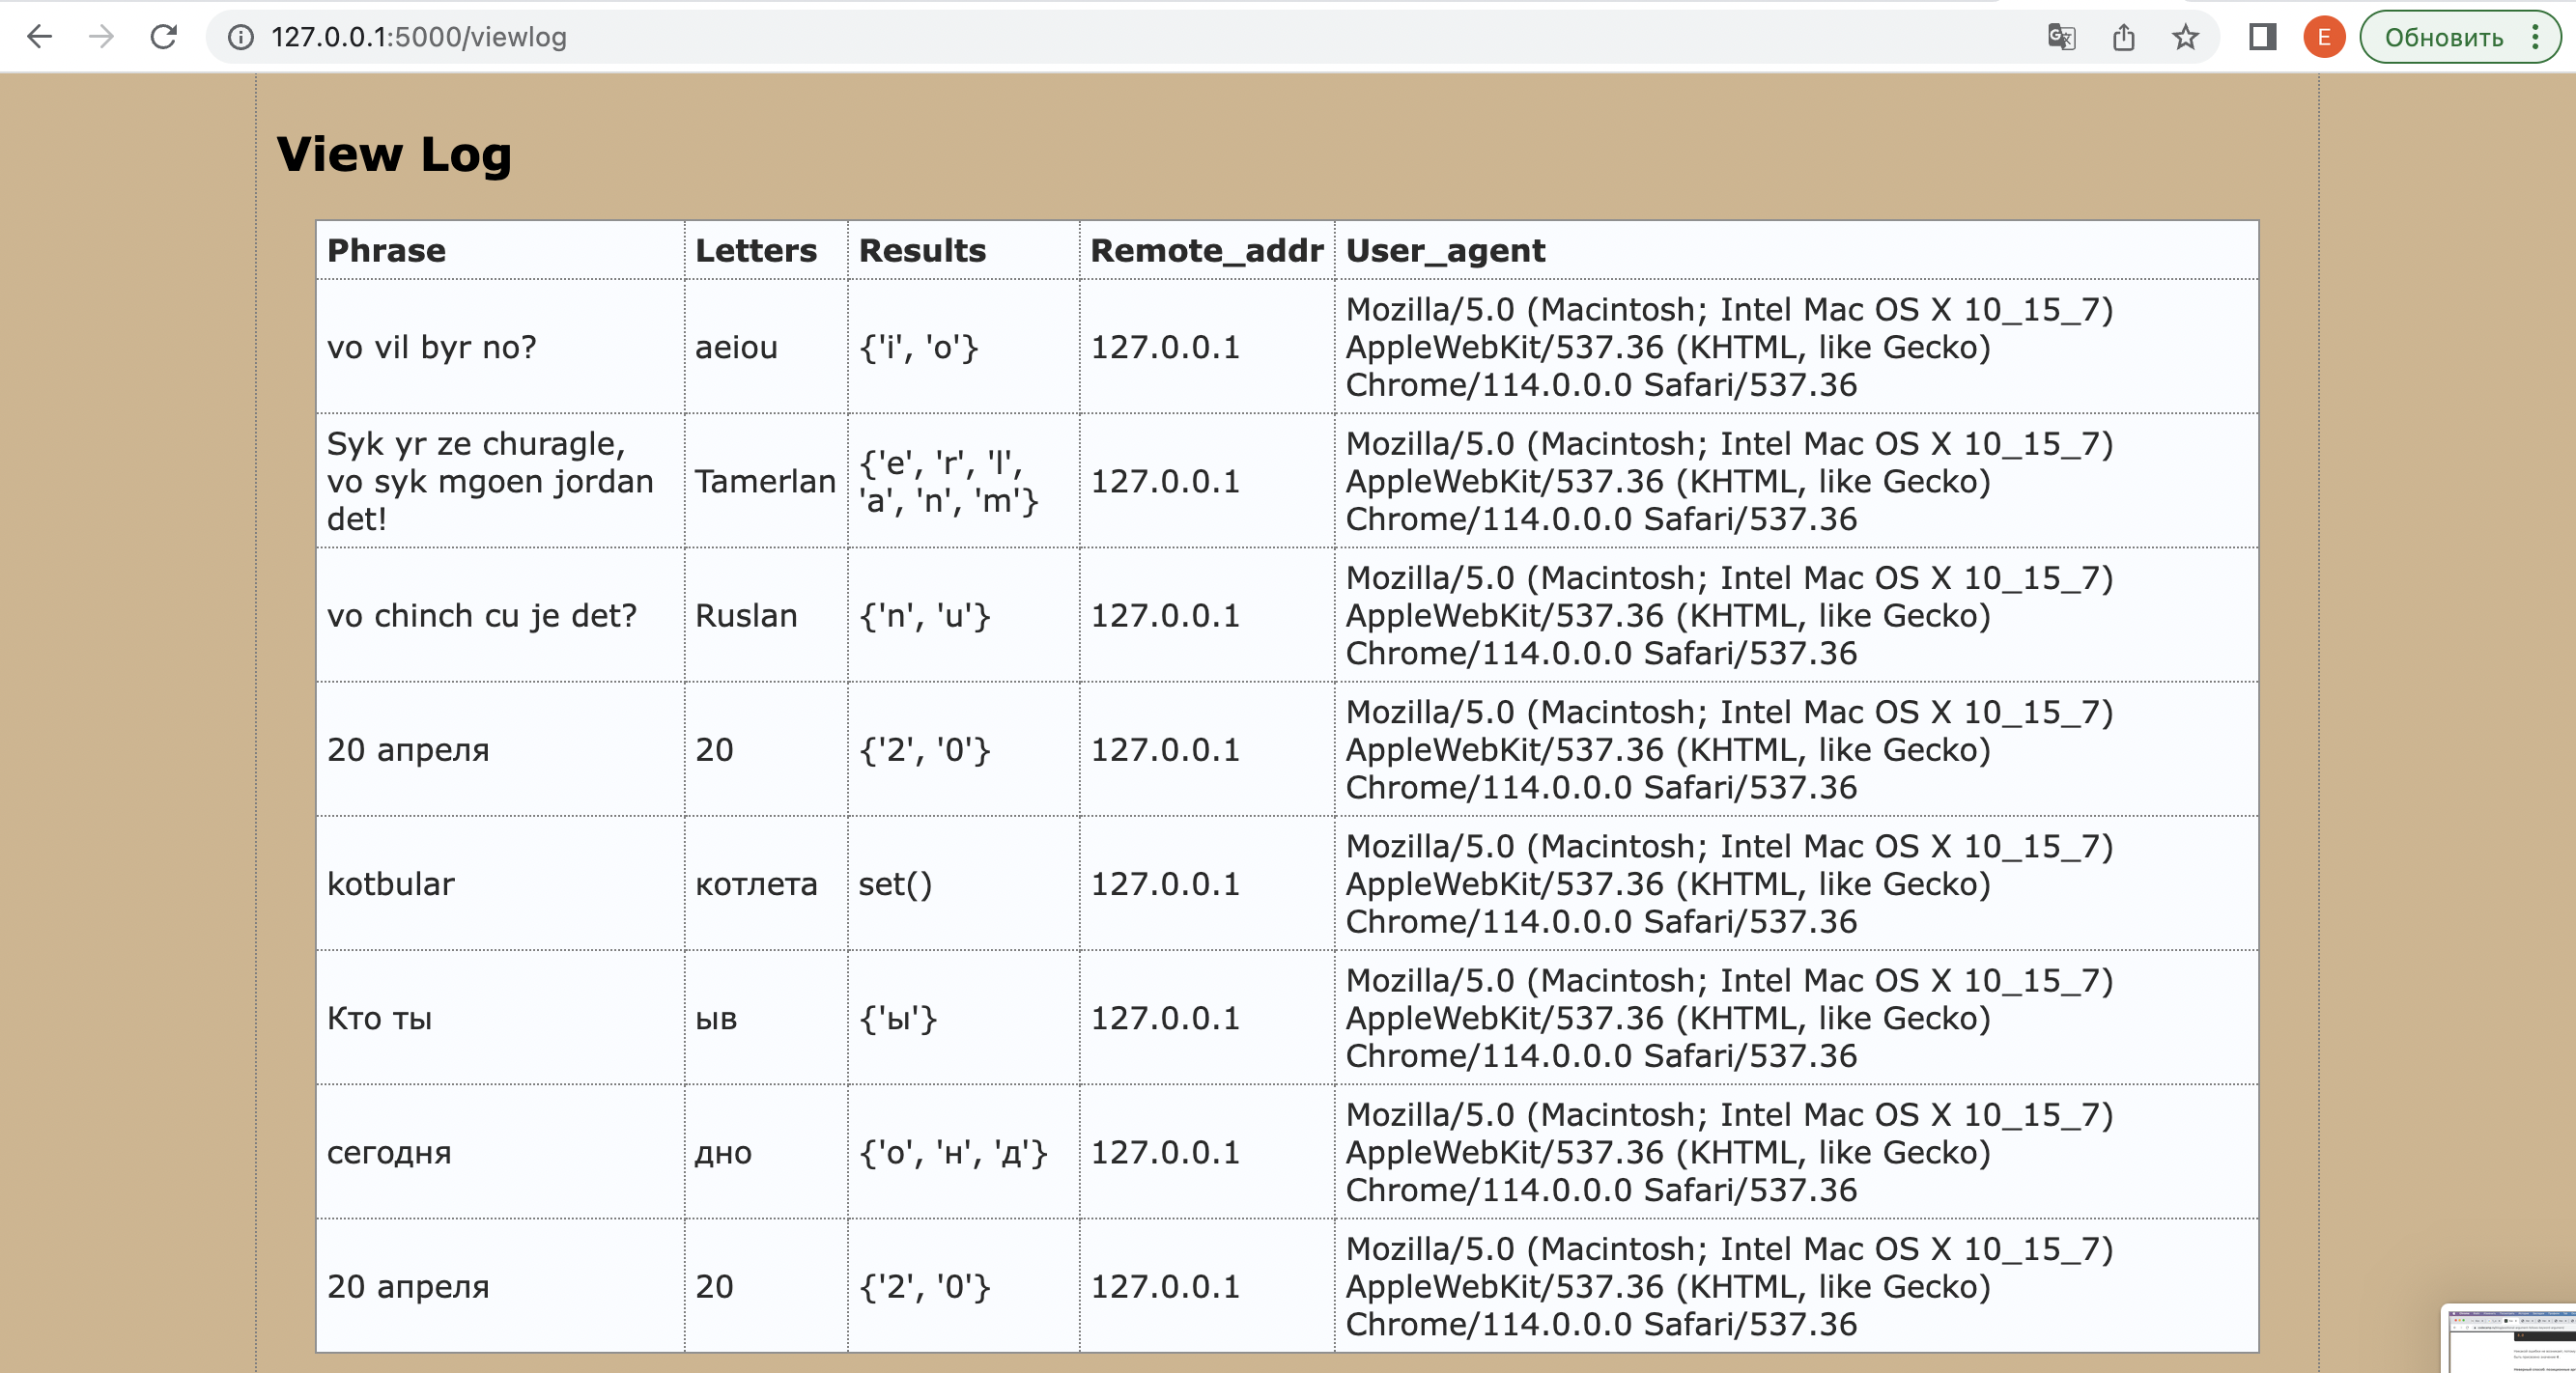 127.0.0.1:5000/viewlog
E
Обновить
View Log
Phrase Letters Results Remote_addr User_agent
vo vil byr no? aeiou {'i', 'o'} 127.0.0.1 Mozilla/5.0 (Macintosh; Intel Mac OS X 10_15_7)
AppleWebKit/537.36 (KHTML, like Gecko)
Chrome/114.0.0.0 Safari/537.36
Syk yr ze churagle,
vo syk mgoen jordan
det!
Tamerlan
{'e', 'r', 'l',
'a', 'n', 'm'}
127.0.0.1
Mozilla/5.0 (Macintosh; Intel Mac OS X 10_15_7)
AppleWebKit/537.36 (KHTML, like Gecko)
Chrome/114.0.0.0 Safari/537.36
vo chinch cu je det? Ruslan {'n', 'u'} 127.0.0.1 Mozilla/5.0 (Macintosh; Intel Mac OS X 10_15_7)
AppleWebKit/537.36 (KHTML, like Gecko)
Chrome/114.0.0.0 Safari/537.36
20 апреля 20 {'2', '0'} 127.0.0.1 Mozilla/5.0 (Macintosh; Intel Mac OS X 10_15_7)
AppleWebKit/537.36 (KHTML, like Gecko)
Chrome/114.0.0.0 Safari/537.36
kotbular котлета set() 127.0.0.1 Mozilla/5.0 (Macintosh; Intel Mac OS X 10_15_7)
AppleWebKit/537.36 (KHTML, like Gecko)
Chrome/114.0.0.0 Safari/537.36
Кто ты ыв {'ы'} 127.0.0.1 Mozilla/5.0 (Macintosh; Intel Mac OS X 10_15_7)
AppleWebKit/537.36 (KHTML, like Gecko)
Chrome/114.0.0.0 Safari/537.36
сегодня дно {'о', 'н', 'д'} 127.0.0.1 Mozilla/5.0 (Macintosh; Intel Mac OS X 10_15_7)
AppleWebKit/537.36 (KHTML, like Gecko)
Chrome/114.0.0.0 Safari/537.36
20 апреля 20 {'2', '0'} 127.0.0.1 Mozilla/5.0 (Macintosh; Intel Mac OS X 10_15_7)
AppleWebKit/537.36 (KHTML, like Gecko)
Chrome/114.0.0.0 Safari/537.36